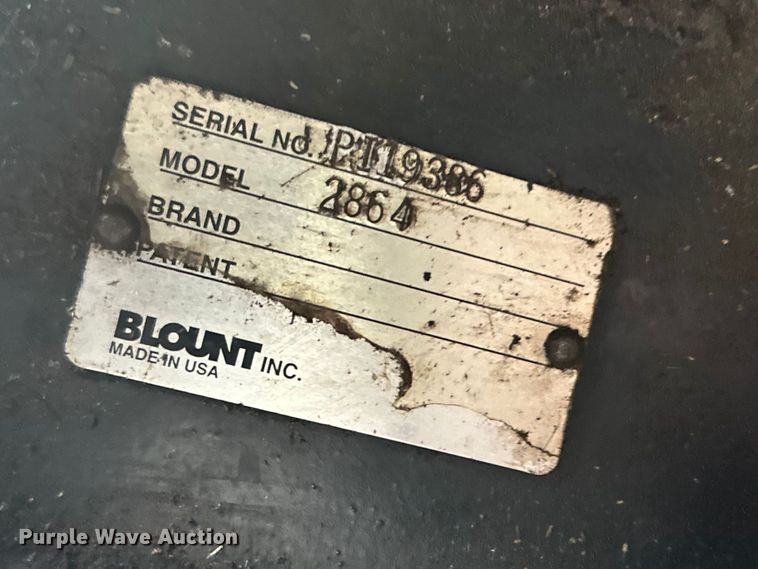 SERIAL No. PT19386
MODEL 2864
BRAND
PATENT
BLOUNT INC.
MADE IN USA
Purple Wave Auction